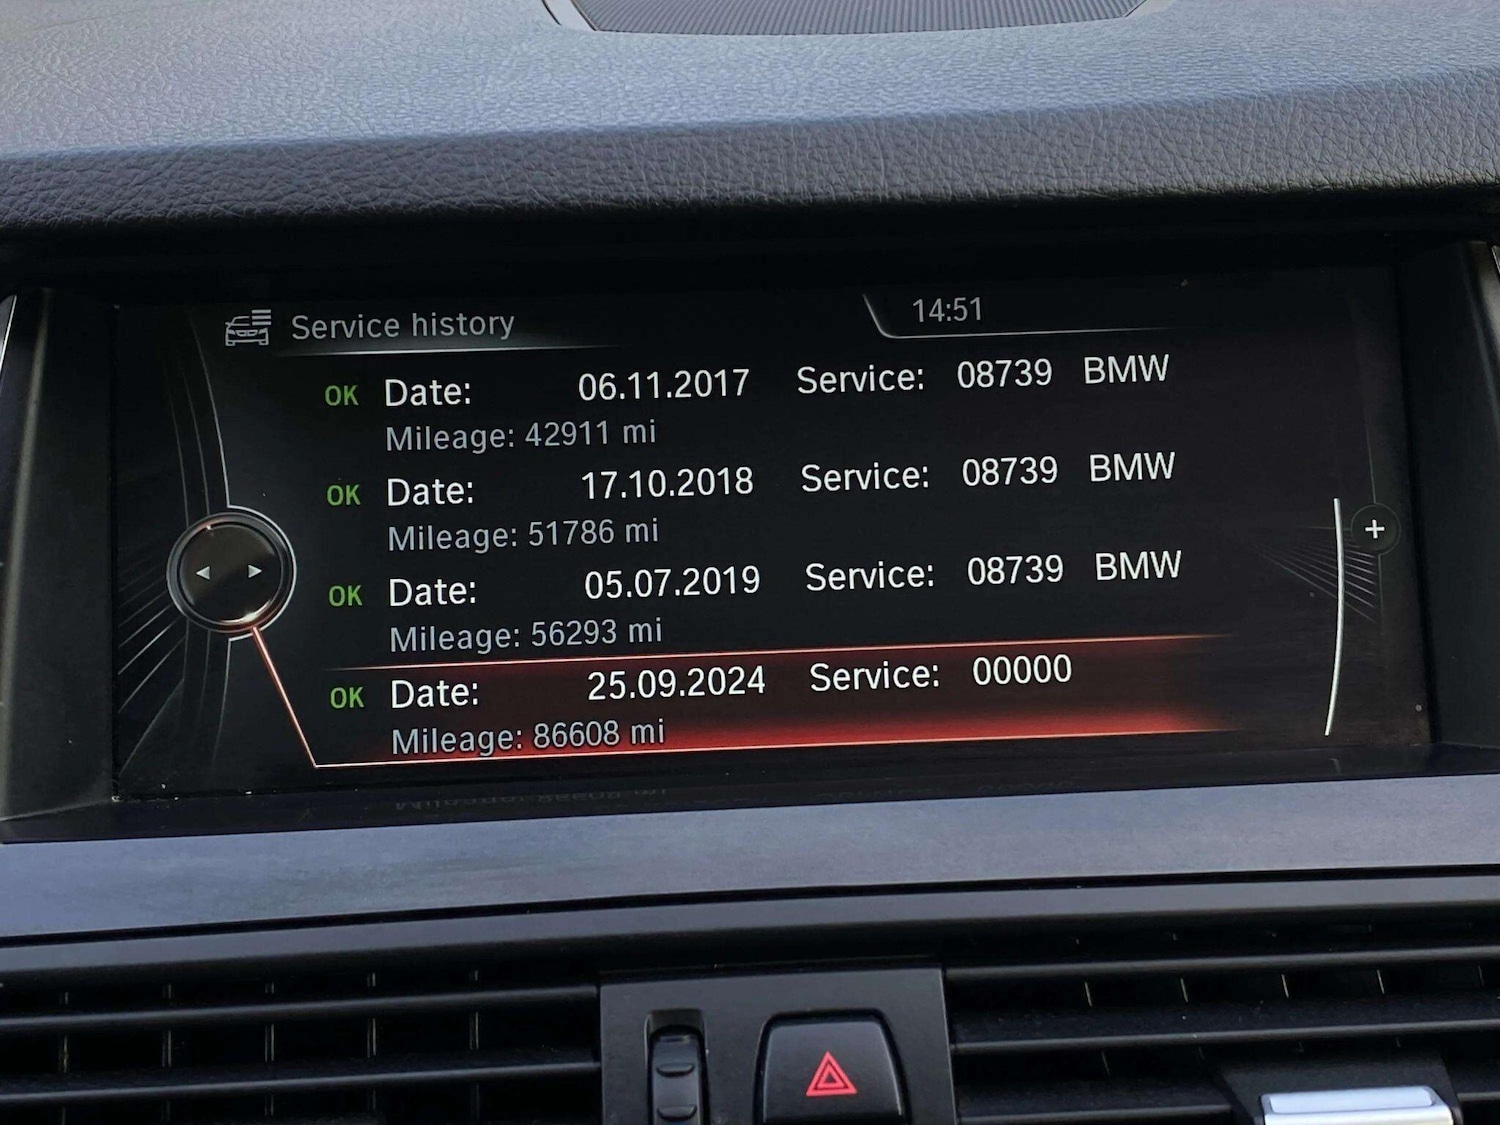 Service history 14:51
OK Date: 06.11.2017 Service: 08739 BMW
Mileage: 42911 mi
OK Date: 17.10.2018 Service: 08739 BMW
Mileage: 51786 mi
OK Date: 05.07.2019 Service: 08739 BMW
Mileage: 56293 mi
OK Date: 25.09.2024 Service: 00000
Mileage: 86608 mi